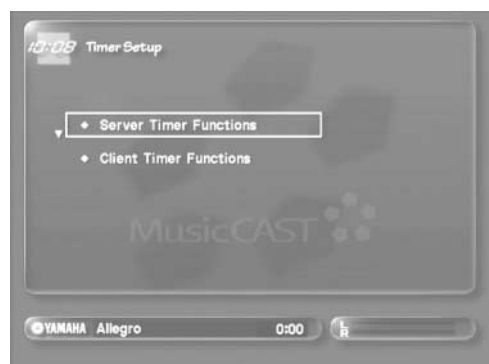 10:08 Timer Setup
◆ Server Timer Functions
◆ Client Timer Functions
MusicCAST
YAMAHA Allegro 0:00 L
R